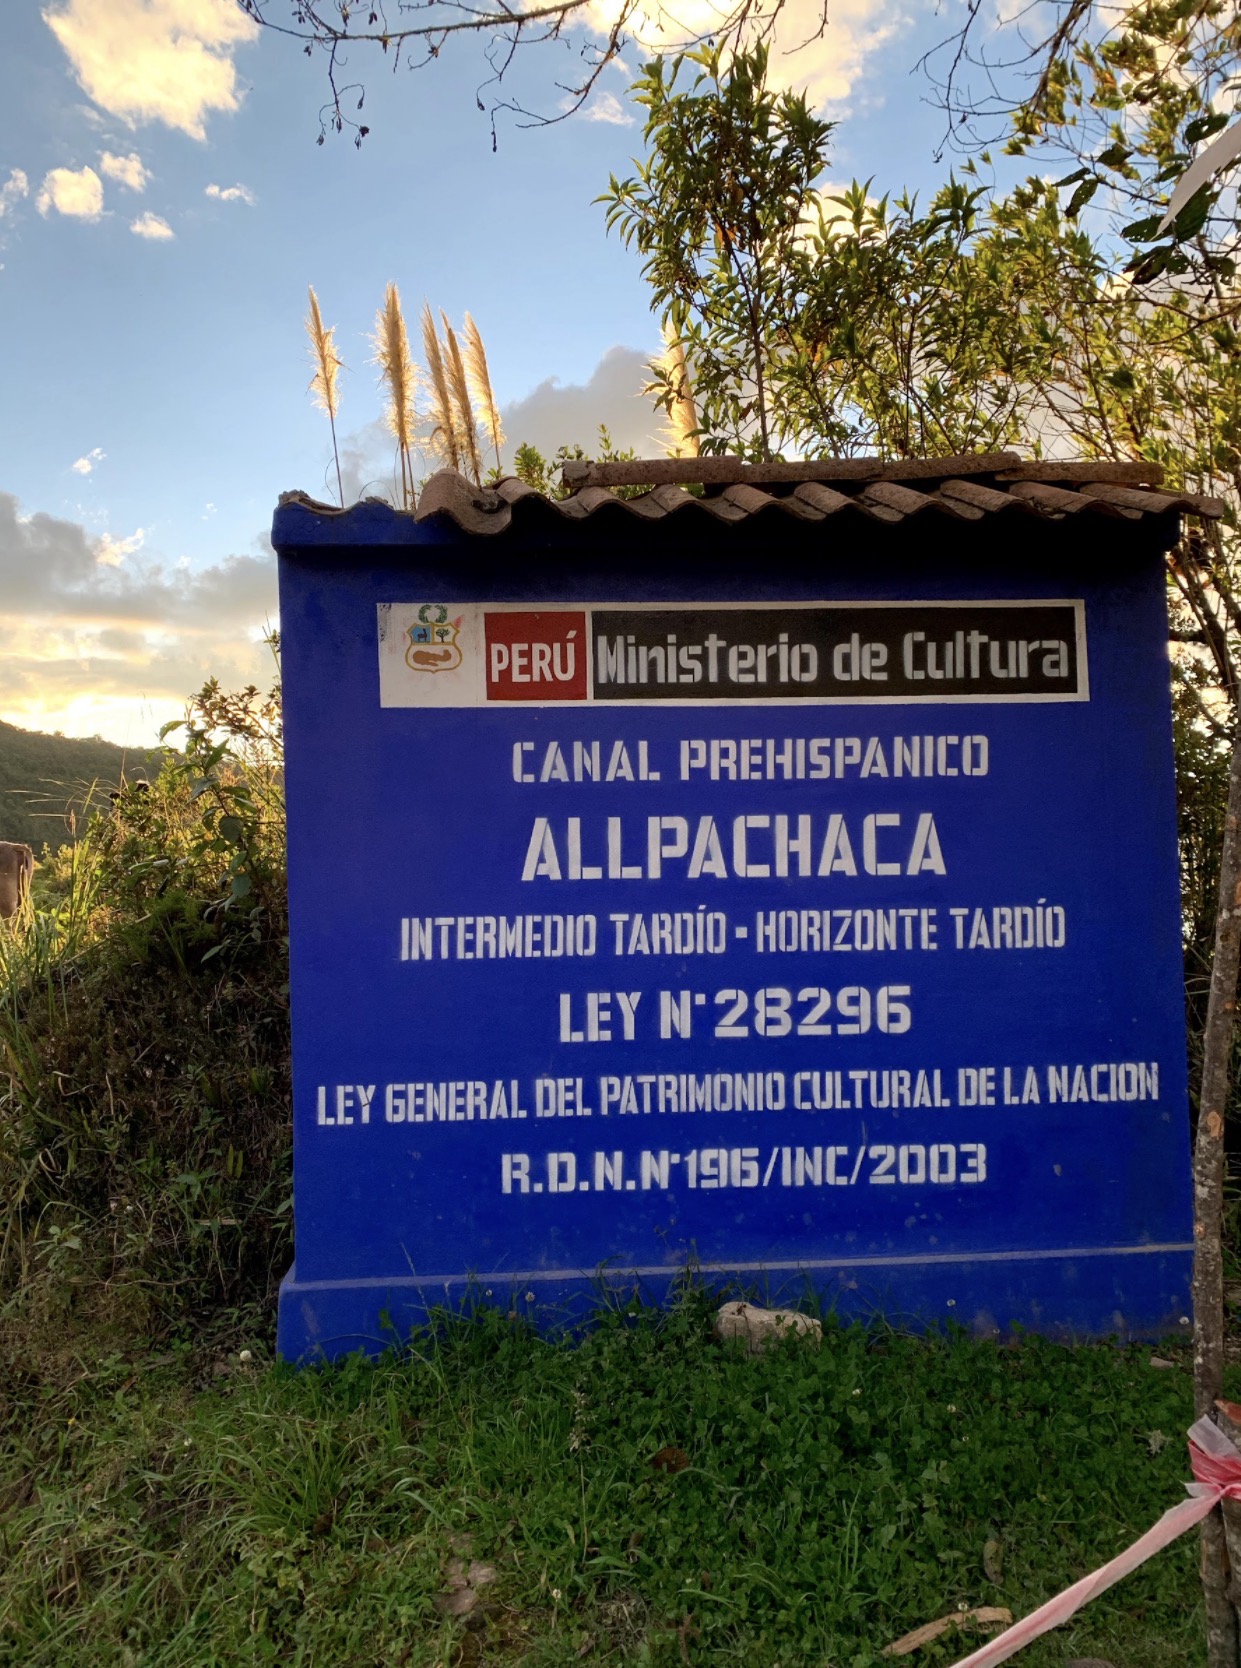 PERÚ Ministerio de Cultura
CANAL PREHISPANICO
ALLPACHACA
INTERMEDIO TARDÍO - HORIZONTE TARDÍO
LEY N° 28296
LEY GENERAL DEL PATRIMONIO CULTURAL DE LA NACION
R.D.N.N°196/INC/2003